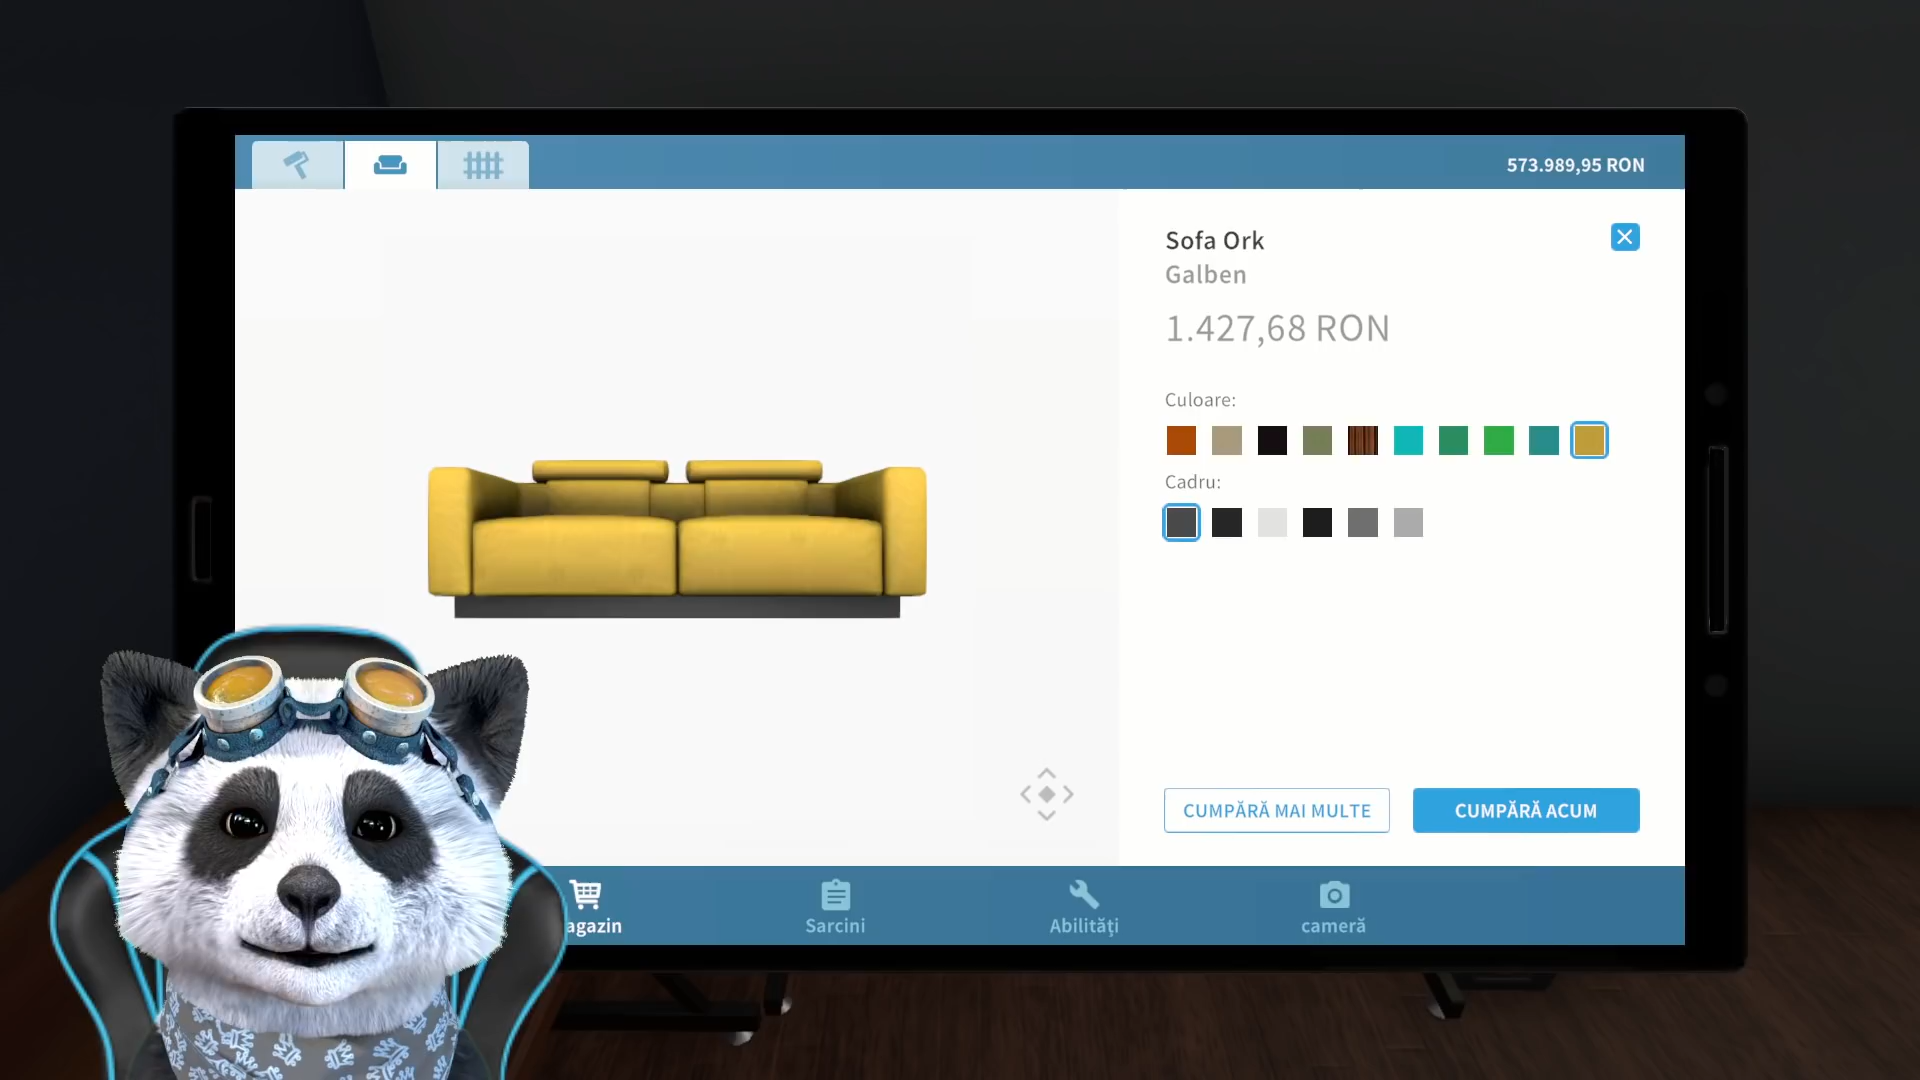 573.989,95 RON
Sofa Ork
Galben
1.427,68 RON
Culoare:
Cadru:
CUMPĂRĂ MAI MULTE
CUMPĂRĂ ACUM
agazin
Sarcini
Abilități
cameră